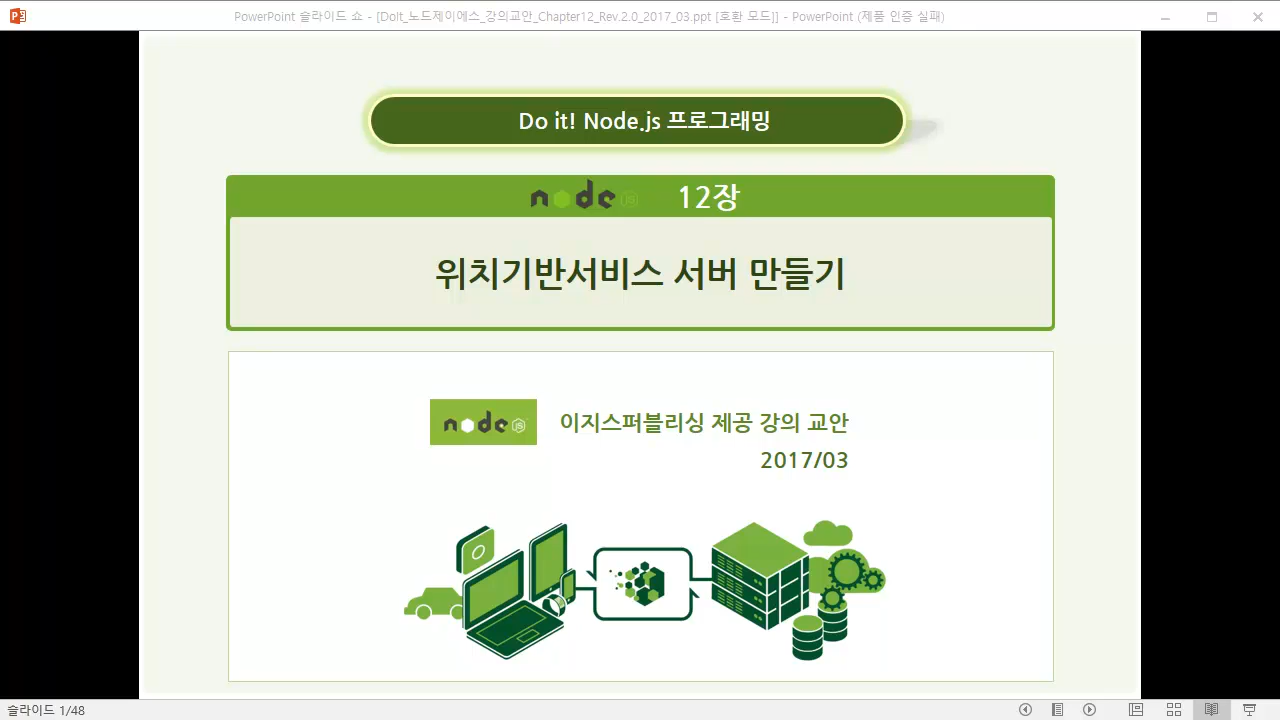 PowerPoint 슬라이드 쇼 - [DoIt_노드제이에스_강의교안_Chapter12_Rev.2.0_2017_03.ppt [호환 모드]] - PowerPoint (제품 인증 실패)
Do it! Node.js 프로그래밍
node JS 12장
위치기반서비스 서버 만들기
node JS 이지스퍼블리싱 제공 강의 교안
2017/03
슬라이드 1/48